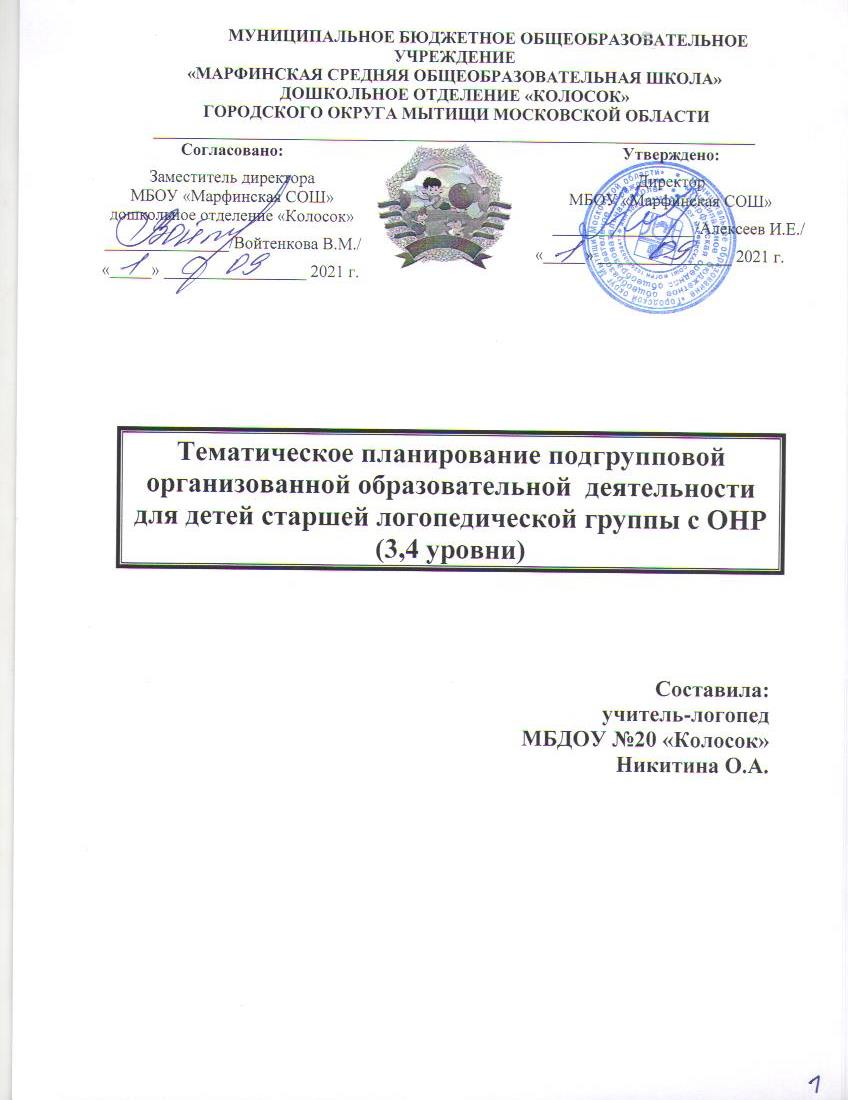 МУНИЦИПАЛЬНОЕ БЮДЖЕТНОЕ ОБЩЕОБРАЗОВАТЕЛЬНОЕ
УЧРЕЖДЕНИЕ
«МАРФИНСКАЯ СРЕДНЯЯ ОБЩЕОБРАЗОВАТЕЛЬНАЯ ШКОЛА»
ДОШКОЛЬНОЕ ОТДЕЛЕНИЕ «КОЛОСОК»
ГОРОДСКОГО ОКРУГА МЫТИЩИ МОСКОВСКОЙ ОБЛАСТИ
Согласовано:
Заместитель директора
МБОУ «Марфинская СОШ»
дошкольное отделение «Колосок»
/Войтенкова В.М./
«1» 09 2021 г.
Утверждено:
Директор
МБОУ «Марфинская СОШ»
/Алексеев И.Е./
«1» 09 2021 г.
Тематическое планирование подгрупповой
организованной образовательной деятельности
для детей старшей логопедической группы с ОНР
(3,4 уровни)
Составила:
учитель-логопед
МБДОУ №20 «Колосок»
Никитина О.А.
1